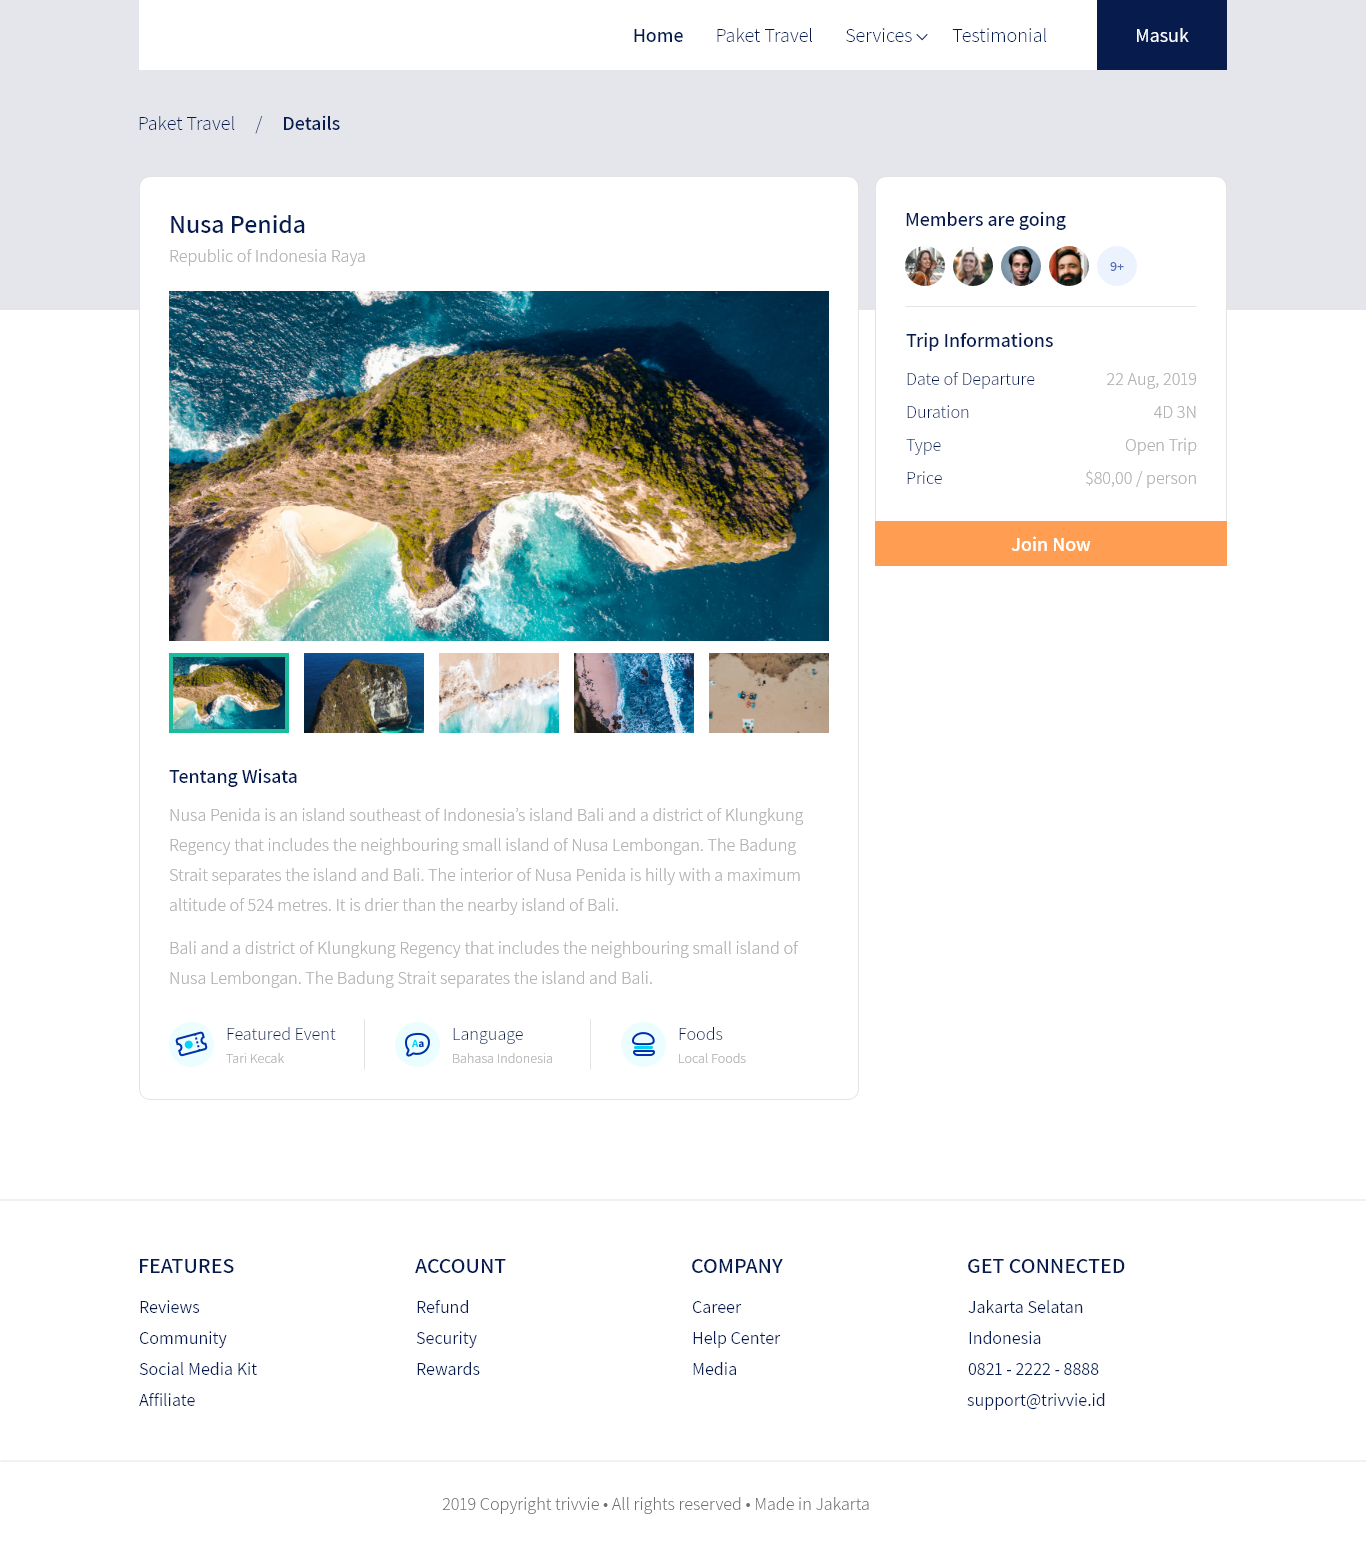 Home
Paket Travel
Services
Testimonial
Masuk
Paket Travel / Details
Nusa Penida
Republic of Indonesia Raya
Tentang Wisata
Nusa Penida is an island southeast of Indonesia’s island Bali and a district of Klungkung
Regency that includes the neighbouring small island of Nusa Lembongan. The Badung
Strait separates the island and Bali. The interior of Nusa Penida is hilly with a maximum
altitude of 524 metres. It is drier than the nearby island of Bali.
Bali and a district of Klungkung Regency that includes the neighbouring small island of
Nusa Lembongan. The Badung Strait separates the island and Bali.
Featured Event
Tari Kecak
Aa
Language
Bahasa Indonesia
Foods
Local Foods
Members are going
9+
Trip Informations
Date of Departure 22 Aug, 2019
Duration 4D 3N
Type Open Trip
Price $80,00 / person
Join Now
FEATURES
Reviews
Community
Social Media Kit
Affiliate
ACCOUNT
Refund
Security
Rewards
COMPANY
Career
Help Center
Media
GET CONNECTED
Jakarta Selatan
Indonesia
0821 - 2222 - 8888
support@trivvie.id
2019 Copyright trivvie • All rights reserved • Made in Jakarta